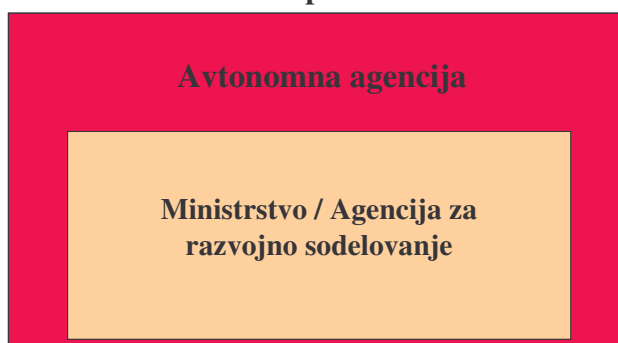 Avtonomna agencija
Ministrstvo / Agencija za
razvojno sodelovanje